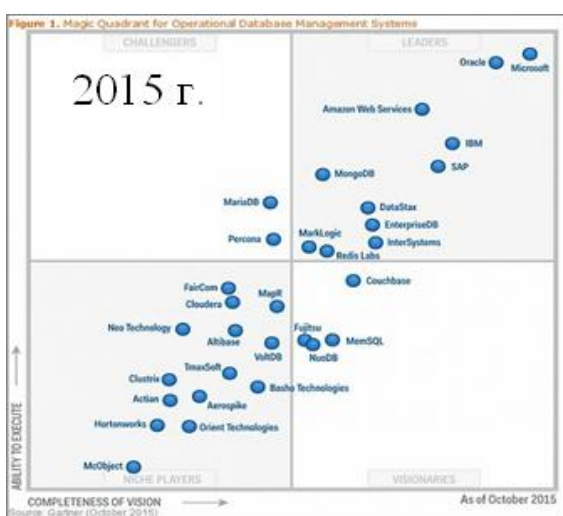 Figure 1. Magic Quadrant for Operational Database Management Systems
CHALLENGERS
LEADERS
2015 г.
Oracle
Microsoft
Amazon Web Services
IBM
SAP
MongoDB
MariaDB
DataStax
EnterpriseDB
Percona
MarkLogic
InterSystems
Redis Labs
Couchbase
FairCom
MapR
Cloudera
Neo Technology
Altibase
Fujitsu
MemSQL
VoltDB
NuoDB
TmaxSoft
Clustrix
Basho Technologies
Actian
Aerospike
Hortonworks
Orient Technologies
McObject
NICHE PLAYERS
VISIONARIES
ABILITY TO EXECUTE
COMPLETENESS OF VISION
As of October 2015
Source: Gartner (October 2015)